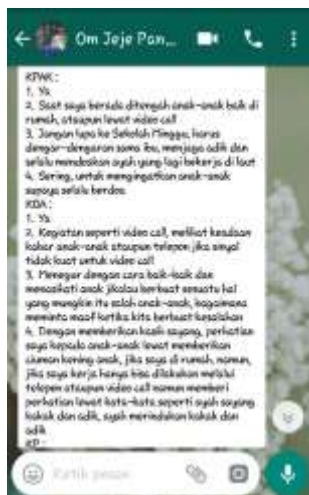 Om Jeje Pan...
KPWK :
1. Ya
2. Saat saya berada ditengah anak-anak baik di
rumah, ataupun lewat video call
3. Jangan lupa ke Sekolah Minggu, harus
dengar-dengaran sama ibu, menjaga adik dan
selalu mendoakan ayah yang lagi bekerja di laut
4. Sering, untuk mengingatkan anak-anak
supaya selalu berdoa
KDA :
1. Ya
2. Kegiatan seperti video call, melihat keadaan
kabar anak-anak ataupun telepon jika sinyal
tidak kuat untuk video call
3. Menegur dengan cara baik-baik dan
menasihati anak jikalau berbuat sesuatu hal
yang mungkin itu salah anak-anak, bagaimana
meminta maaf ketika kita berbuat kesalahan
4. Dengan memberikan kasih sayang, perhatian
saya kepada anak-anak lewat memberikan
ciuman kening anak, jika saya di rumah, namun,
jika saya kerja hanya bisa dilakukan melalui
telepon ataupun video call namun memberi
perhatian lewat kata-kata seperti ayah sayang
kakak dan adik, ayah merindukan kakak dan
adik
KP :
Ketik pesan